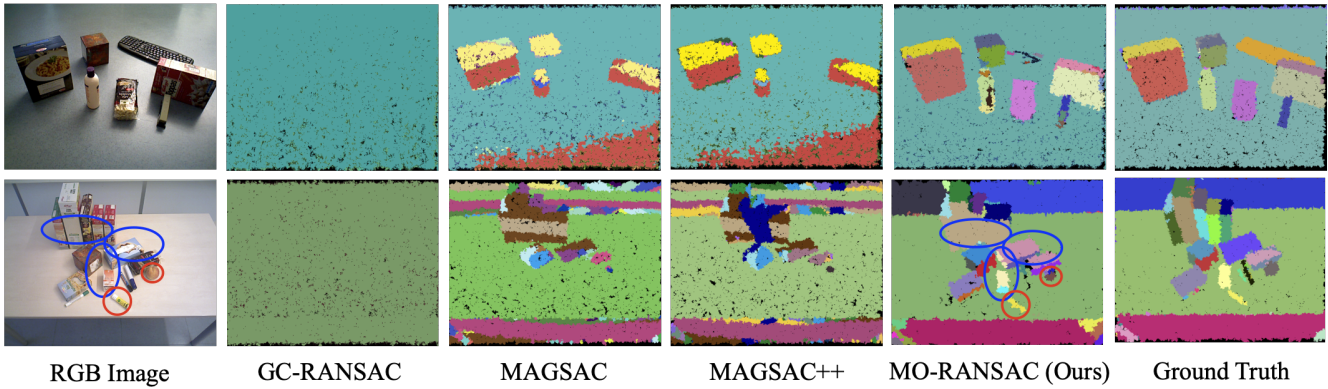 RGB Image
GC-RANSAC
MAGSAC
MAGSAC++
MO-RANSAC (Ours)
Ground Truth